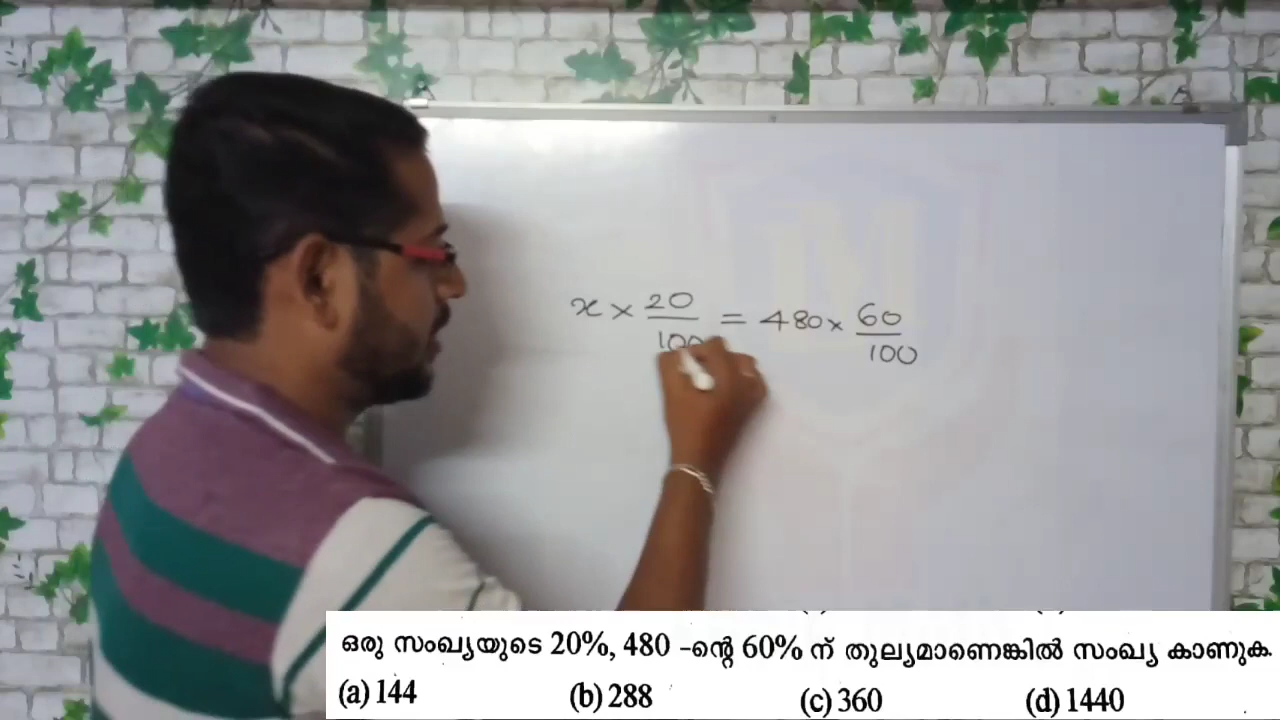 x × 20/100 = 480 × 60/100
ഒരു സംഖ്യയുടെ 20%, 480 -ന്റെ 60% ന് തുല്യമാണെങ്കിൽ സംഖ്യ കാണുക.
(a) 144 (b) 288 (c) 360 (d) 1440